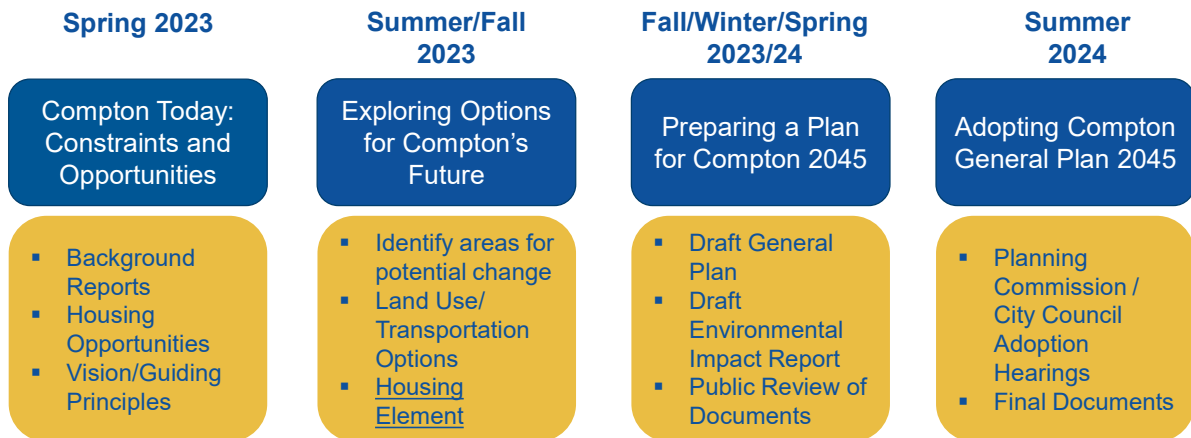 Spring 2023
Compton Today:
Constraints and
Opportunities
▪ Background
Reports
▪ Housing
Opportunities
▪ Vision/Guiding
Principles
Summer/Fall
2023
Exploring Options
for Compton’s
Future
▪ Identify areas for
potential change
▪ Land Use/
Transportation
Options
▪ Housing
Element
Fall/Winter/Spring
2023/24
Preparing a Plan
for Compton 2045
▪ Draft General
Plan
▪ Draft
Environmental
Impact Report
▪ Public Review of
Documents
Summer
2024
Adopting Compton
General Plan 2045
▪ Planning
Commission /
City Council
Adoption
Hearings
▪ Final Documents